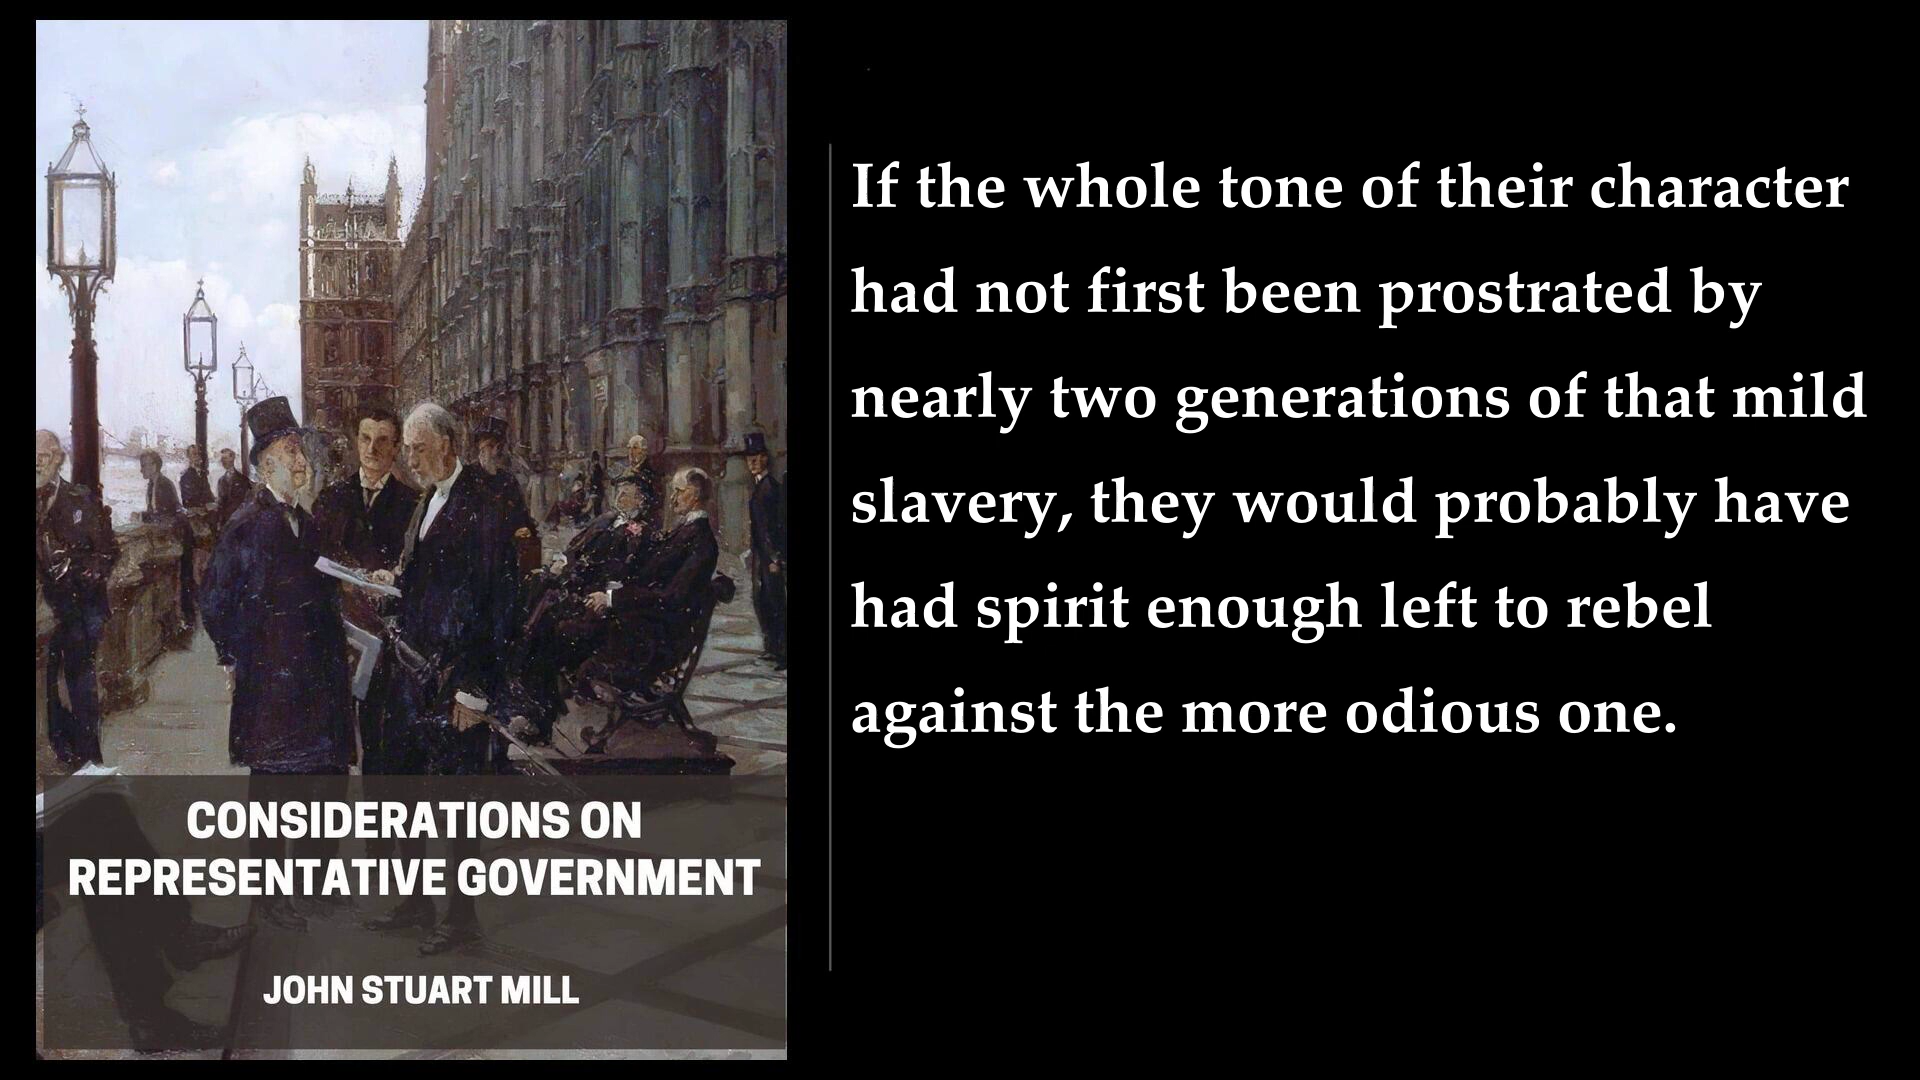 If the whole tone of their character
had not first been prostrated by
nearly two generations of that mild
slavery, they would probably have
had spirit enough left to rebel
against the more odious one.
CONSIDERATIONS ON
REPRESENTATIVE GOVERNMENT
JOHN STUART MILL